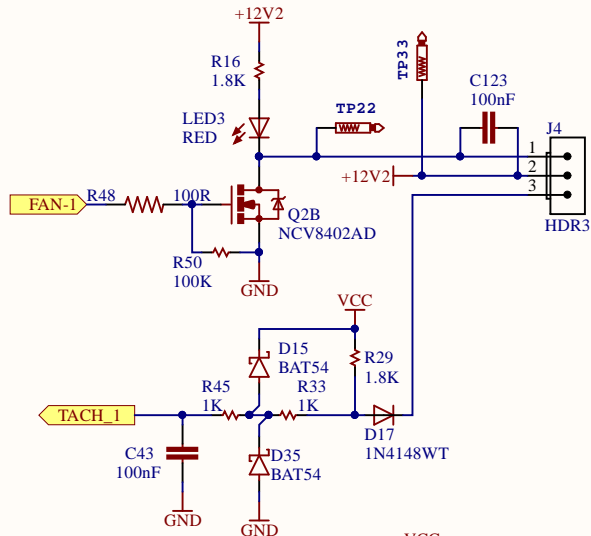 +12V2
R16
1.8K
TP33
C123
100nF
LED3
RED
TP22
J4
1
+12V2
2
3
FAN-1
R48
100R
Q2B
NCV8402AD
HDR3
R50
100K
GND
VCC
D15
BAT54
R29
1.8K
R45
1K
R33
1K
TACH_1
D17
1N4148WT
C43
100nF
D35
BAT54
GND
GND
VCC